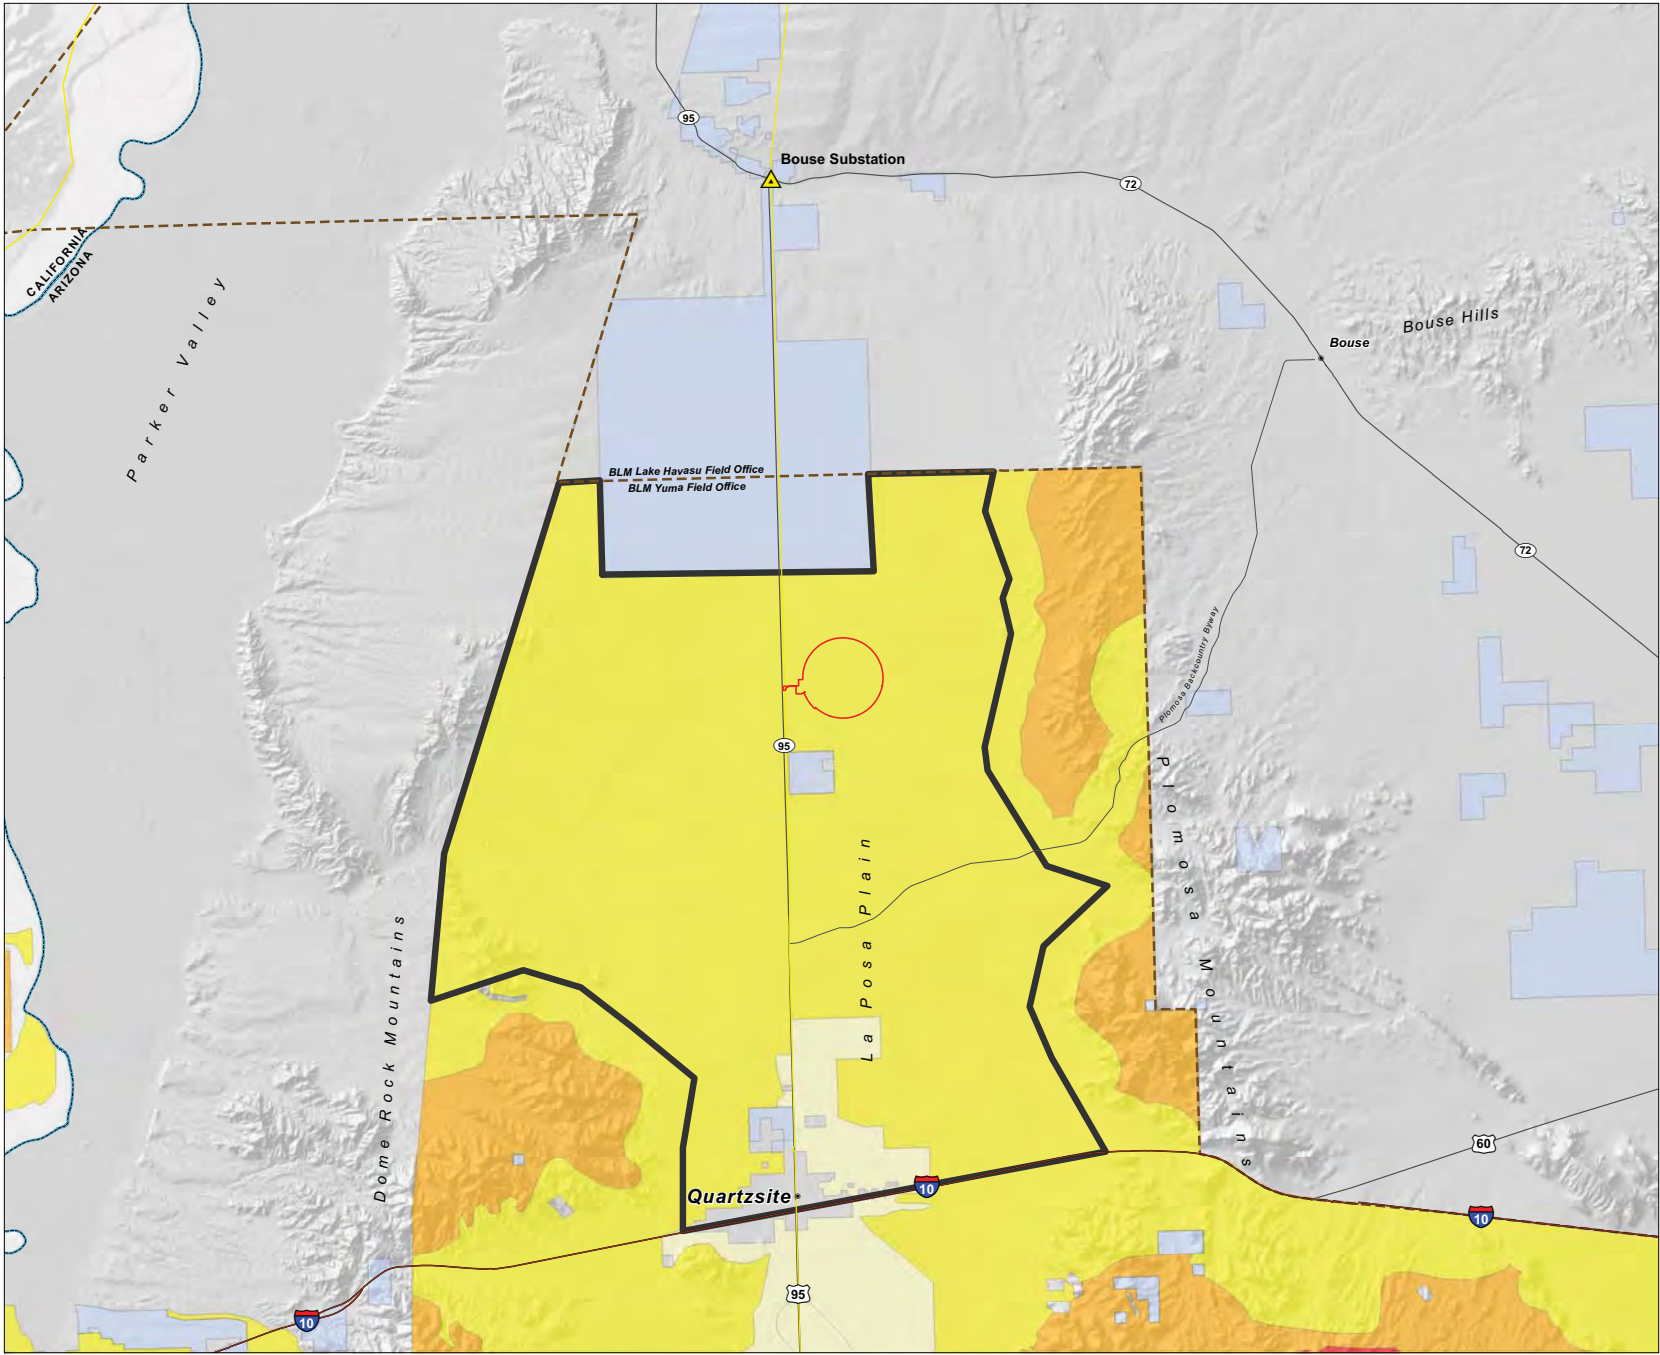 95
Bouse Substation
72
CALIFORNIA
ARIZONA
Parker Valley
Bouse Hills
Bouse
BLM Lake Havasu Field Office
BLM Yuma Field Office
72
Plomosa Backcountry Byway
95
Plomosa Mountains
La Posa Plain
Dome Rock Mountains
60
Quartzsite
10
10
95
10